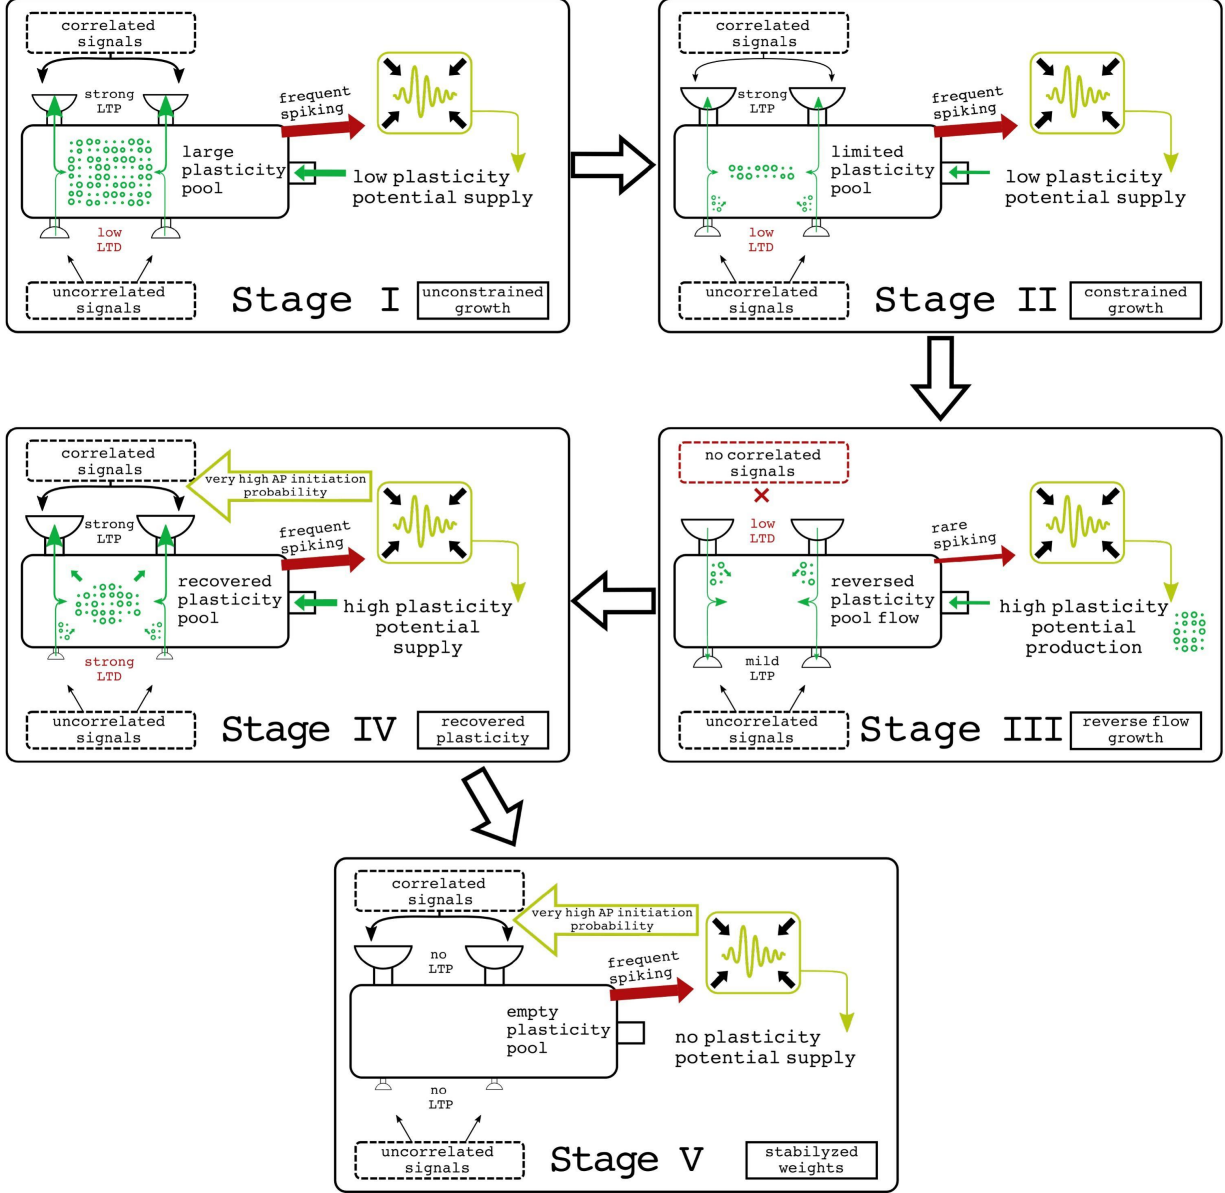 correlated
signals
strong
LTP
frequent
spiking
large
plasticity
pool
low plasticity
potential supply
low
LTD
uncorrelated
signals
Stage I
unconstrained
growth
correlated
signals
strong
LTP
frequent
spiking
limited
plasticity
pool
low plasticity
potential supply
low
LTD
uncorrelated
signals
Stage II
constrained
growth
no correlated
signals
low
LTD
rare
spiking
reversed
plasticity
pool flow
high plasticity
potential
production
mild
LTP
uncorrelated
signals
Stage III
reverse flow
growth
correlated
signals
very high AP initiation
probability
strong
LTP
frequent
spiking
recovered
plasticity
pool
high plasticity
potential
supply
strong
LTD
uncorrelated
signals
Stage IV
recovered
plasticity
correlated
signals
very high AP initiation
probability
no
LTP
frequent
spiking
empty
plasticity
pool
no plasticity
potential supply
no
LTP
uncorrelated
signals
Stage V
stabilyzed
weights